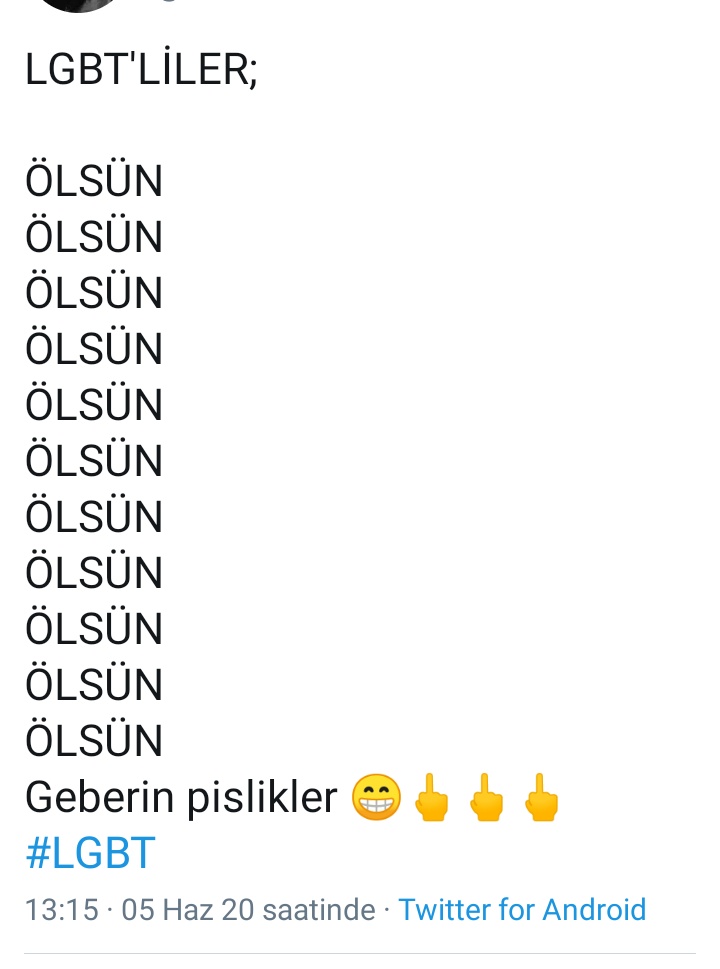 LGBT'LİLER;
ÖLSÜN
ÖLSÜN
ÖLSÜN
ÖLSÜN
ÖLSÜN
ÖLSÜN
ÖLSÜN
ÖLSÜN
ÖLSÜN
ÖLSÜN
ÖLSÜN
Geberin pislikler 😁🖕🖕🖕
#LGBT
13:15 · 05 Haz 20 saatinde · Twitter for Android